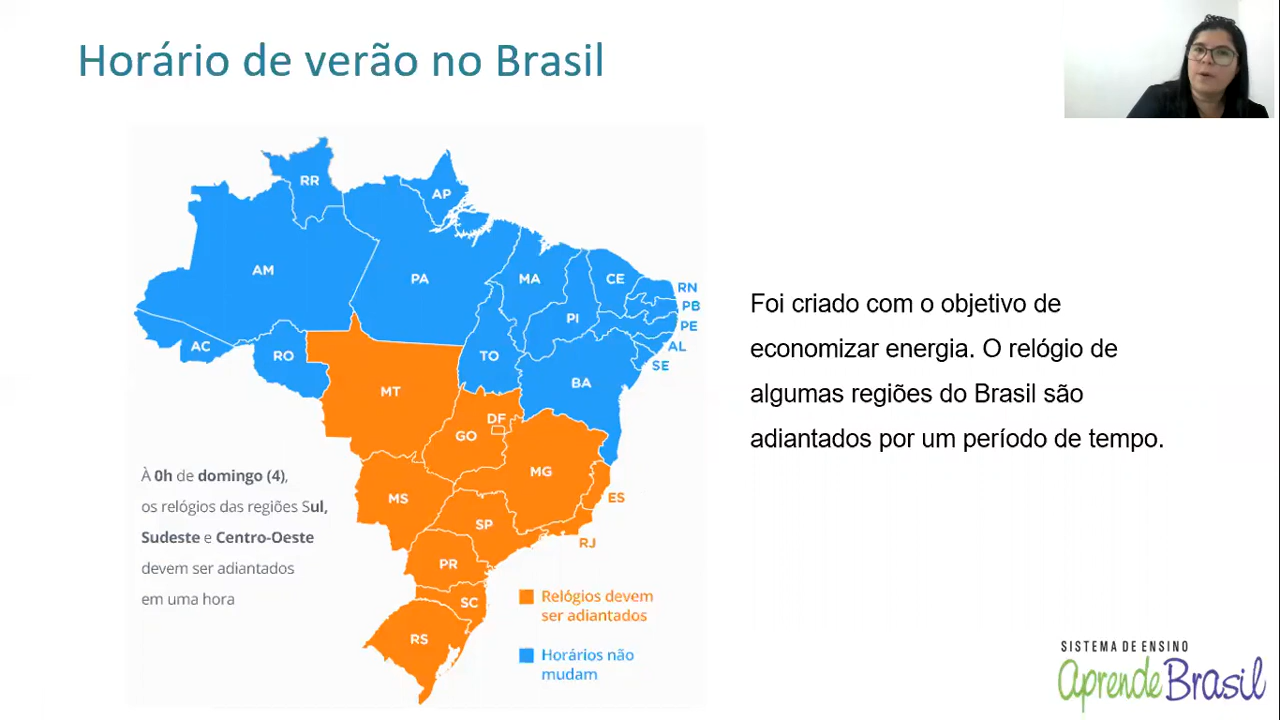 Horário de verão no Brasil
RR
AP
AM
PA
MA
CE
RN
PB
PE
AL
SE
PI
AC
RO
TO
BA
MT
DF
GO
MG
ES
MS
SP
RJ
PR
SC
RS
À 0h de domingo (4),
os relógios das regiões Sul,
Sudeste e Centro-Oeste
devem ser adiantados
em uma hora
Relógios devem
ser adiantados
Horários não
mudam
Foi criado com o objetivo de
economizar energia. O relógio de
algumas regiões do Brasil são
adiantados por um período de tempo.
SISTEMA DE ENSINO
aprende Brasil